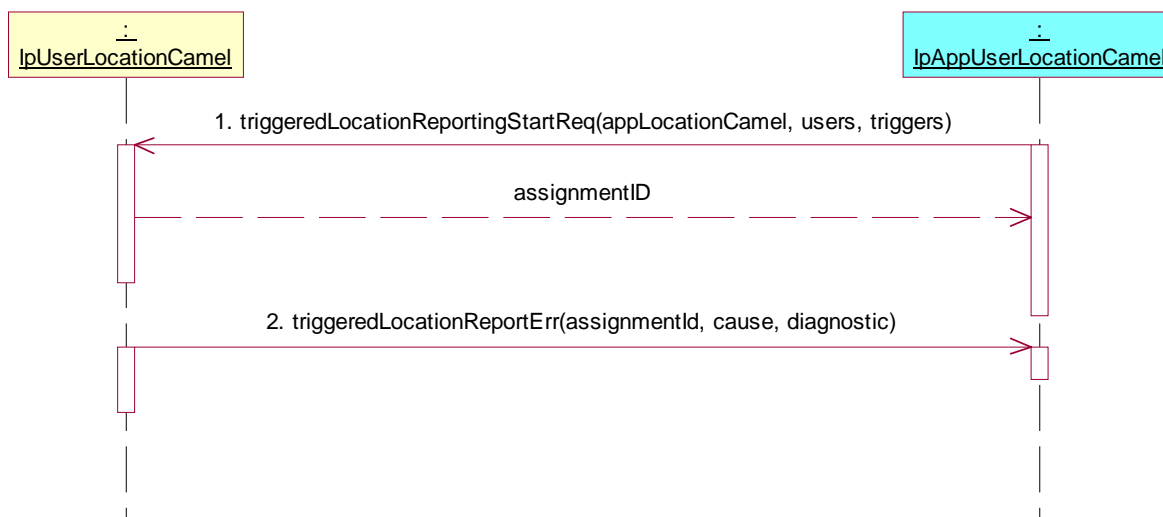 :
IpUserLocationCamel
:
IpAppUserLocationCamel
1. triggeredLocationReportingStartReq(appLocationCamel, users, triggers)
assignmentID
2. triggeredLocationReportErr(assignmentId, cause, diagnostic)